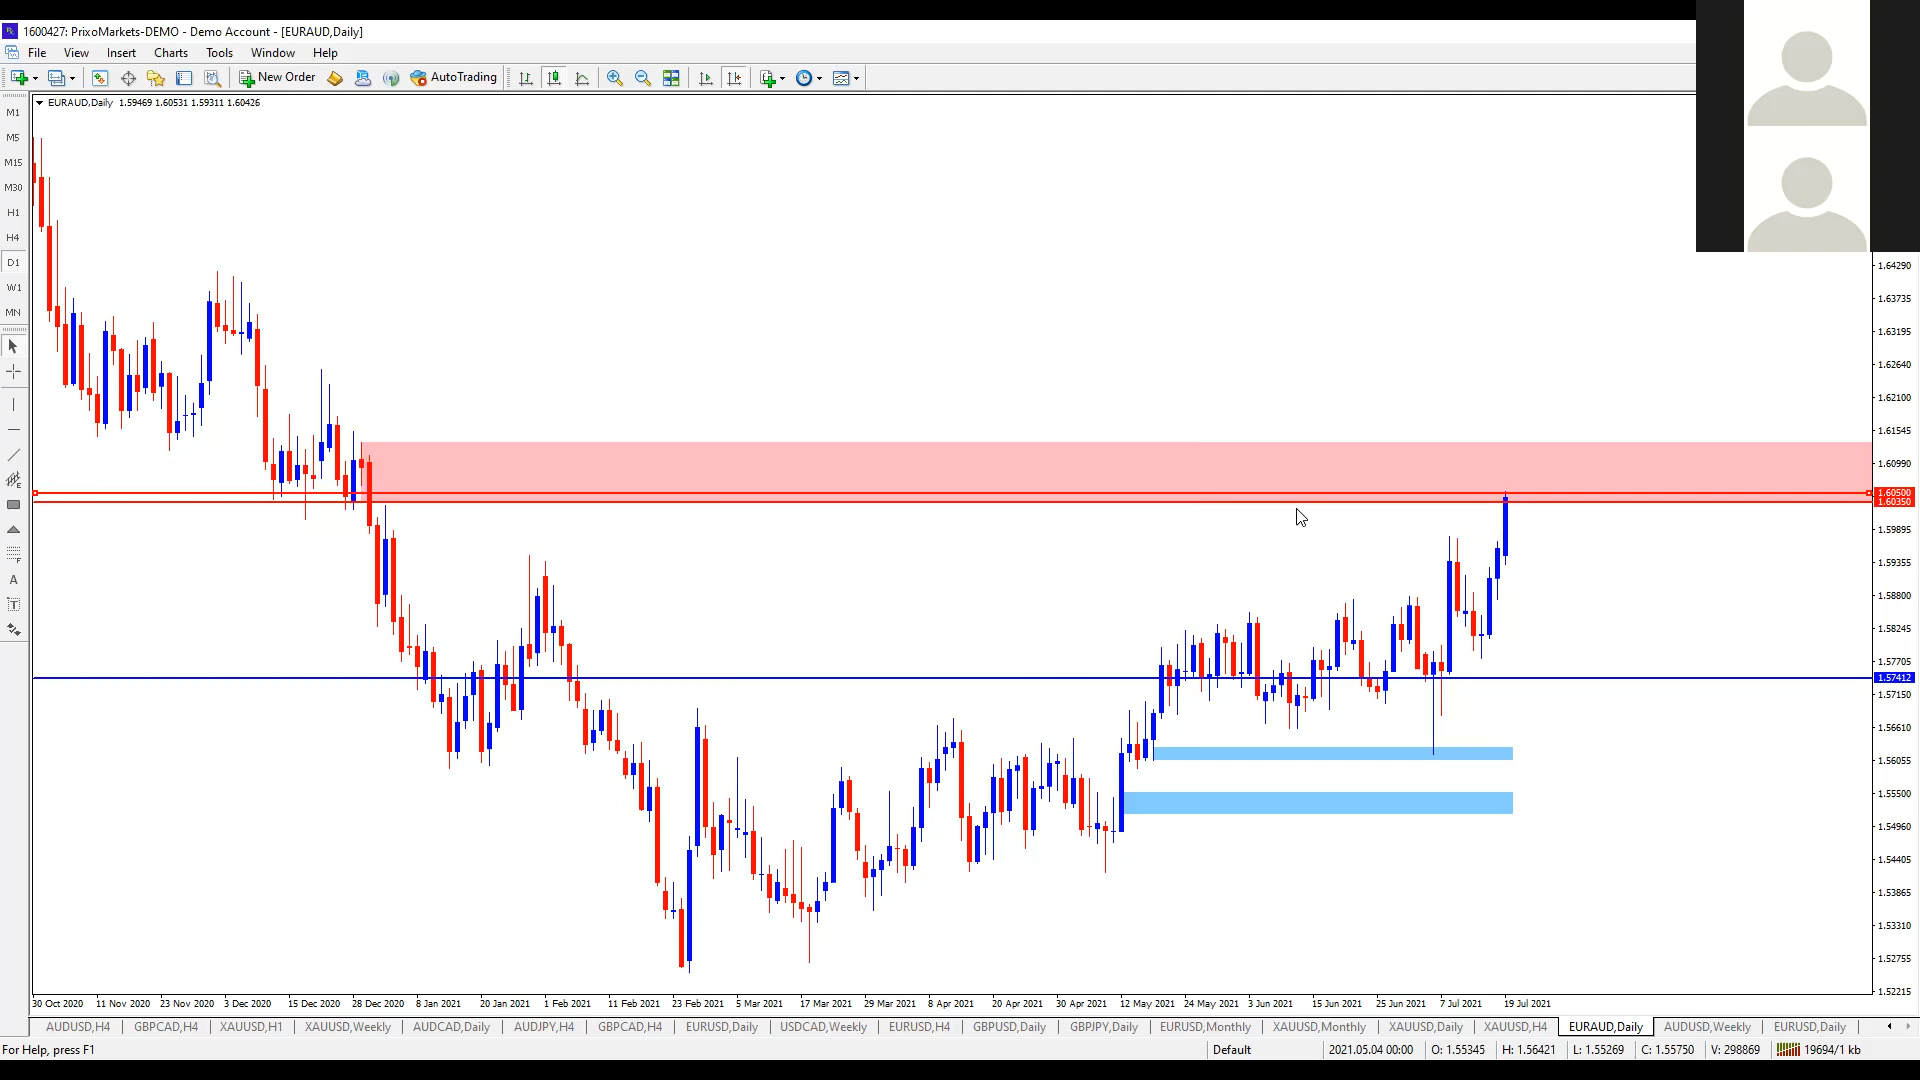 1600427: PrixoMarkets-DEMO - Demo Account - [EURAUD,Daily]
File View Insert Charts Tools Window Help
New Order AutoTrading
EURAUD,Daily 1.59469 1.60531 1.59311 1.60426
M1
M5
M15
M30
H1
H4
D1
W1
MN
A
T
1.64290
1.63735
1.63195
1.62640
1.62100
1.61545
1.60990
1.60500
1.60350
1.59895
1.59355
1.58800
1.58245
1.57705
1.57412
1.57150
1.56610
1.56055
1.55500
1.54960
1.54405
1.53865
1.53310
1.52755
1.52215
30 Oct 2020 11 Nov 2020 23 Nov 2020 3 Dec 2020 15 Dec 2020 28 Dec 2020 8 Jan 2021 20 Jan 2021 1 Feb 2021 11 Feb 2021 23 Feb 2021 5 Mar 2021 17 Mar 2021 29 Mar 2021 8 Apr 2021 20 Apr 2021 30 Apr 2021 12 May 2021 24 May 2021 3 Jun 2021 15 Jun 2021 25 Jun 2021 7 Jul 2021 19 Jul 2021
AUDUSD,H4 GBPCAD,H4 XAUUSD,H1 XAUUSD,Weekly AUDCAD,Daily AUDJPY,H4 GBPCAD,H4 EURUSD,Daily USDCAD,Weekly EURUSD,H4 GBPUSD,Daily GBPJPY,Daily EURUSD,Monthly XAUUSD,Monthly XAUUSD,Daily XAUUSD,H4 EURAUD,Daily AUDUSD,Weekly EURUSD,Daily
For Help, press F1 Default 2021.05.04 00:00 O: 1.55345 H: 1.56421 L: 1.55269 C: 1.55750 V: 298869 19694/1 kb